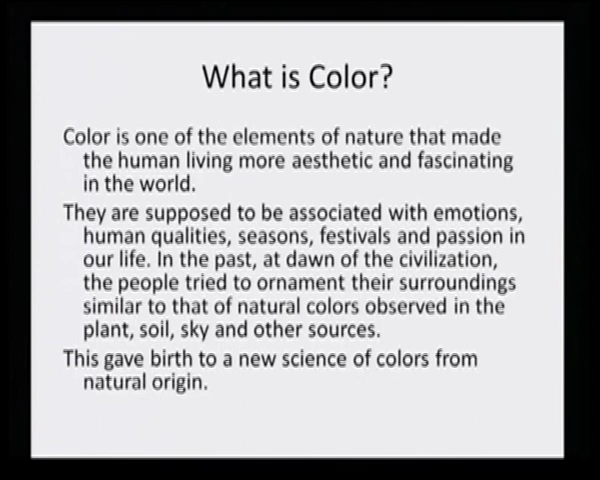 What is Color?
Color is one of the elements of nature that made
the human living more aesthetic and fascinating
in the world.
They are supposed to be associated with emotions,
human qualities, seasons, festivals and passion in
our life. In the past, at dawn of the civilization,
the people tried to ornament their surroundings
similar to that of natural colors observed in the
plant, soil, sky and other sources.
This gave birth to a new science of colors from
natural origin.